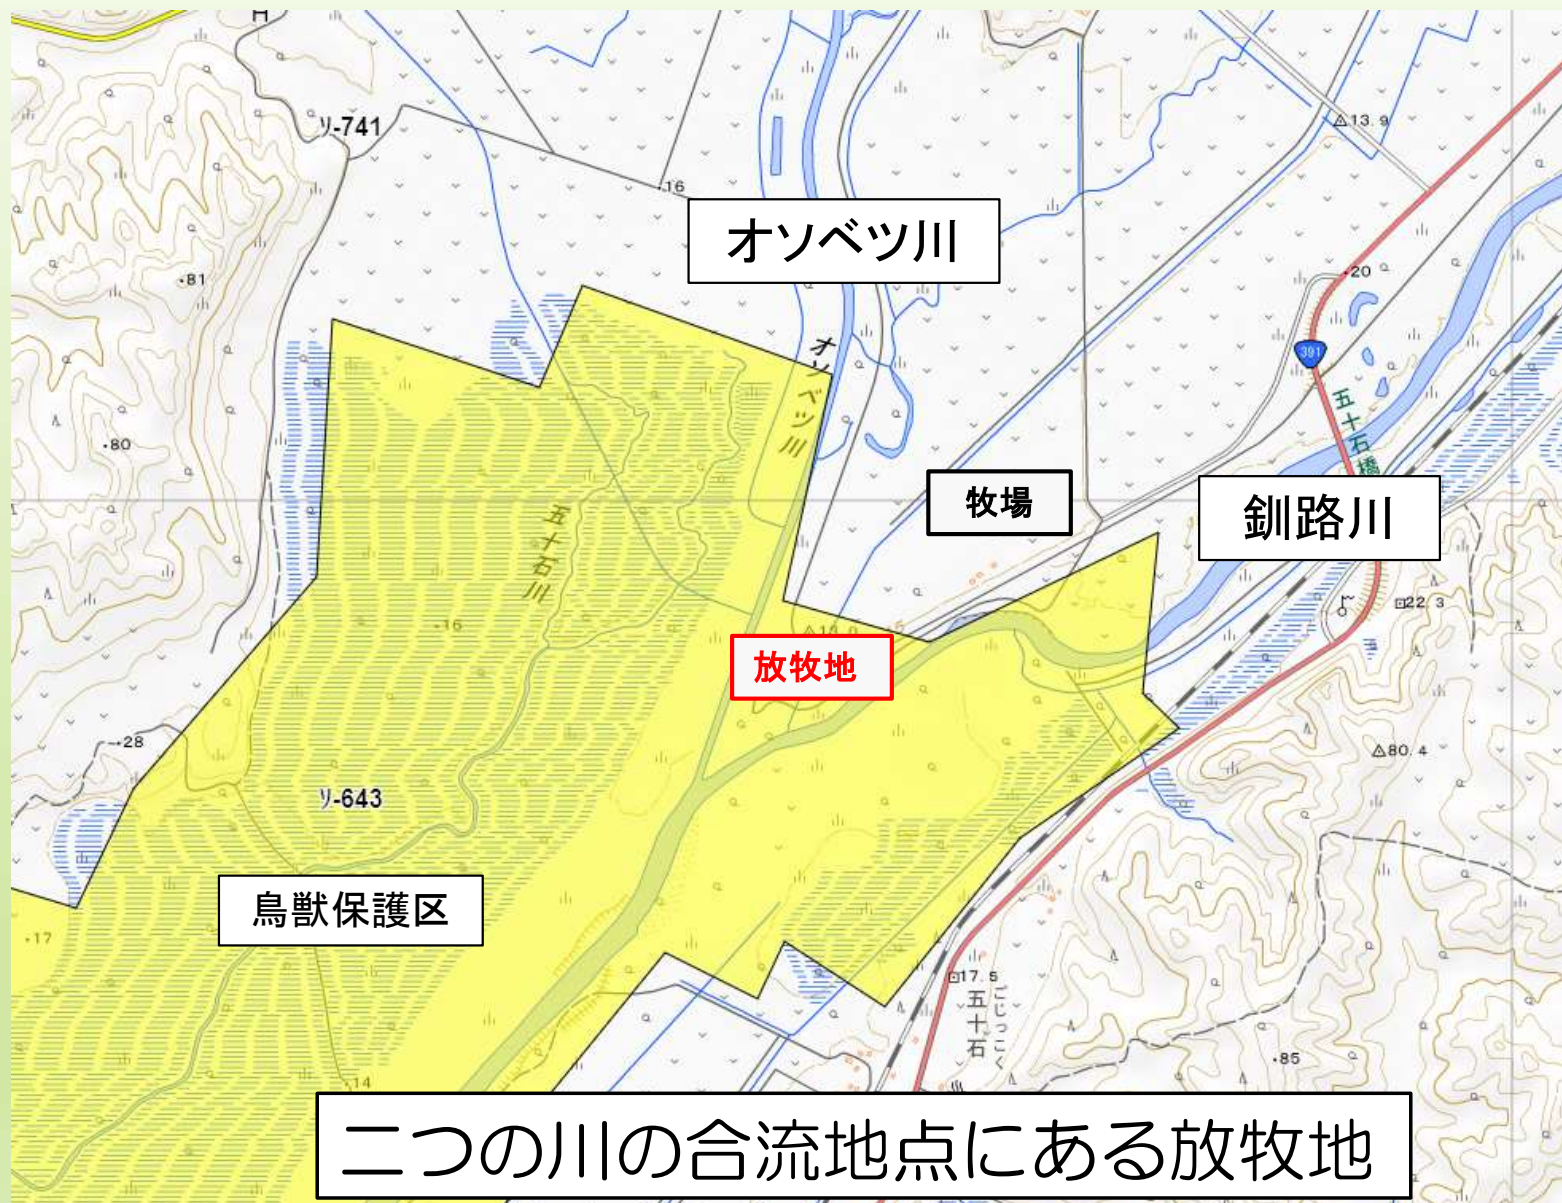 リ-741
13.9
16
オソベツ川
81
20
391
オソベツ川
五十石橋
80
牧場
釧路川
五十石川
16
22.3
放牧地
28
80.4
リ-643
鳥獣保護区
17
17.5
五十石
ごじっこく
85
14
二つの川の合流地点にある放牧地